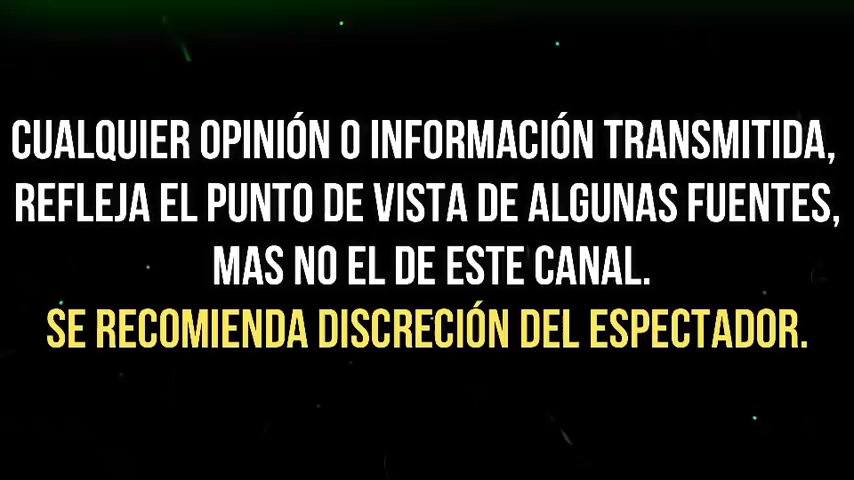 CUALQUIER OPINIÓN O INFORMACIÓN TRANSMITIDA,
REFLEJA EL PUNTO DE VISTA DE ALGUNAS FUENTES,
MAS NO EL DE ESTE CANAL.
SE RECOMIENDA DISCRECIÓN DEL ESPECTADOR.